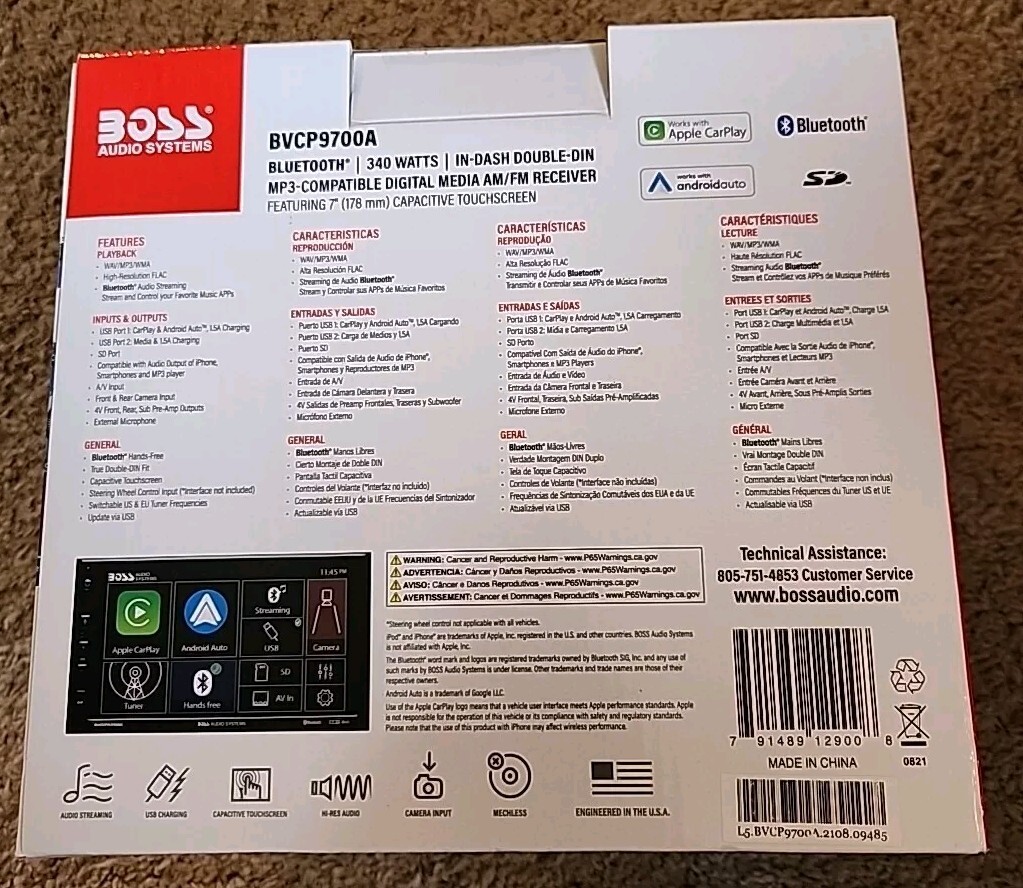 BOSS®
AUDIO SYSTEMS
BVCP9700A
BLUETOOTH® | 340 WATTS | IN-DASH DOUBLE-DIN
MP3-COMPATIBLE DIGITAL MEDIA AM/FM RECEIVER
FEATURING 7" (178 mm) CAPACITIVE TOUCHSCREEN
Works with
Apple CarPlay
Bluetooth®
works with
androidauto
SD
FEATURES
PLAYBACK
- WAV/MP3/WMA
- High-Resolution FLAC
- Bluetooth® Audio Streaming
Stream and Control your Favorite Music APPs
INPUTS & OUTPUTS
- USB Port 1: CarPlay & Android Auto™, 1.5A Charging
- USB Port 2: Media & 1.5A Charging
- SD Port
- Compatible with Audio Output of iPhone,
Smartphones and MP3 player
- A/V Input
- Front & Rear Camera Input
- 4V Front, Rear, Sub Pre-Amp Outputs
- External Microphone
GENERAL
- Bluetooth® Hands-Free
- True Double-DIN Fit
- Capacitive Touchscreen
- Steering Wheel Control Input (*Interface not included)
- Switchable US & EU Tuner Frequencies
- Update via USB
CARACTERISTICAS
REPRODUCCIÓN
- WAV/MP3/WMA
- Alta Resolución FLAC
- Streaming de Audio Bluetooth®
Stream y Controlar sus APPs de Música Favoritos
ENTRADAS Y SALIDAS
- Puerto USB 1: CarPlay y Android Auto™, 1.5A Cargando
- Puerto USB 2: Carga de Medios y 1.5A
- Puerto SD
- Compatible con Salida de Audio de iPhone®,
Smartphones y Reproductores de MP3
- Entrada de A/V
- Entrada de Cámara Delantera y Trasera
- 4V Salidas de Preamp Frontales, Traseras y Subwoofer
- Micrófono Externo
GENERAL
- Bluetooth® Manos Libres
- Cierto Montaje de Doble DIN
- Pantalla Tactil Capacitiva
- Controles del Volante (*Interfaz no incluido)
- Conmutable EEUU y de la UE Frecuencias del Sintonizador
- Actualizable vía USB
CARACTERÍSTICAS
REPRODUÇÃO
- WAV/MP3/WMA
- Alta Resolução FLAC
- Streaming de Áudio Bluetooth®
Transmitir e Controlar seus APPs de Música Favoritos
ENTRADAS E SAÍDAS
- Porta USB 1: CarPlay e Android Auto™, 1.5A Carregamento
- Porta USB 2: Mídia e Carregamento 1.5A
- SD Porto
- Compatível Com Saída de Áudio do iPhone®,
Smartphones e MP3 Players
- Entrada de Áudio e Vídeo
- Entrada da Câmera Frontal e Traseira
- 4V Frontal, Traseira, Sub Saídas Pré-Amplificadas
- Microfone Externo
GERAL
- Bluetooth® Mãos-Livres
- Verdade Montagem DIN Duplo
- Tela de Toque Capacitivo
- Controles de Volante (*Interface não incluídas)
- Frequências de Sintonização Comutáveis dos EUA e da UE
- Atualizável via USB
CARACTÉRISTIQUES
LECTURE
- WAV/MP3/WMA
- Haute Résolution FLAC
- Streaming Audio Bluetooth®
Stream et Contrôlez vos APPs de Musique Préférés
ENTREES ET SORTIES
- Port USB 1: CarPlay et Android Auto™, Charge 1.5A
- Port USB 2: Charge Multimédia et 1.5A
- Port SD
- Compatible Avec la Sortie Audio de iPhone®,
Smartphones et Lecteurs MP3
- Entrée A/V
- Entrée Caméra Avant et Arrière
- 4V Avant, Arrière, Sous Pré-Amplis Sorties
- Micro Externe
GÉNÉRAL
- Bluetooth® Mains Libres
- Vrai Montage Double DIN
- Écran Tactile Capacitif
- Commandes au Volant (*Interface non inclus)
- Commutables Fréquences du Tuner US et UE
- Actualisable via USB
BOSS AUDIO SYSTEMS
11:45 PM
Apple CarPlay
Android Auto
Streaming
USB
Camera
Tuner
Hands free
SD
AV In
BOSS AUDIO SYSTEMS
WARNING: Cancer and Reproductive Harm - www.P65Warnings.ca.gov
ADVERTENCIA: Cáncer y Daños Reproductivos - www.P65Warnings.ca.gov
AVISO: Câncer e Danos Reprodutivos - www.P65Warnings.ca.gov
AVERTISSEMENT: Cancer et Dommages Reproductifs - www.P65Warnings.ca.gov
*Steering wheel control not applicable with all vehicles.
iPod® and iPhone® are trademarks of Apple, Inc. registered in the U.S. and other countries. BOSS Audio Systems
is not affiliated with Apple, Inc.
The Bluetooth® word mark and logos are registered trademarks owned by Bluetooth SIG, Inc. and any use of
such marks by BOSS Audio Systems is under license. Other trademarks and trade names are those of their
respective owners.
Android Auto is a trademark of Google LLC.
Use of the Apple CarPlay logo means that a vehicle user interface meets Apple performance standards. Apple
is not responsible for the operation of this vehicle or its compliance with safety and regulatory standards.
Please note that the use of this product with iPhone may affect wireless performance.
Technical Assistance:
805-751-4853 Customer Service
www.bossaudio.com
7 91489 12900 8
MADE IN CHINA
0821
L5.BVCP9700A.2108.09485
AUDIO STREAMING
USB CHARGING
CAPACITIVE TOUCHSCREEN
HI-RES AUDIO
CAMERA INPUT
MECHLESS
ENGINEERED IN THE U.S.A.